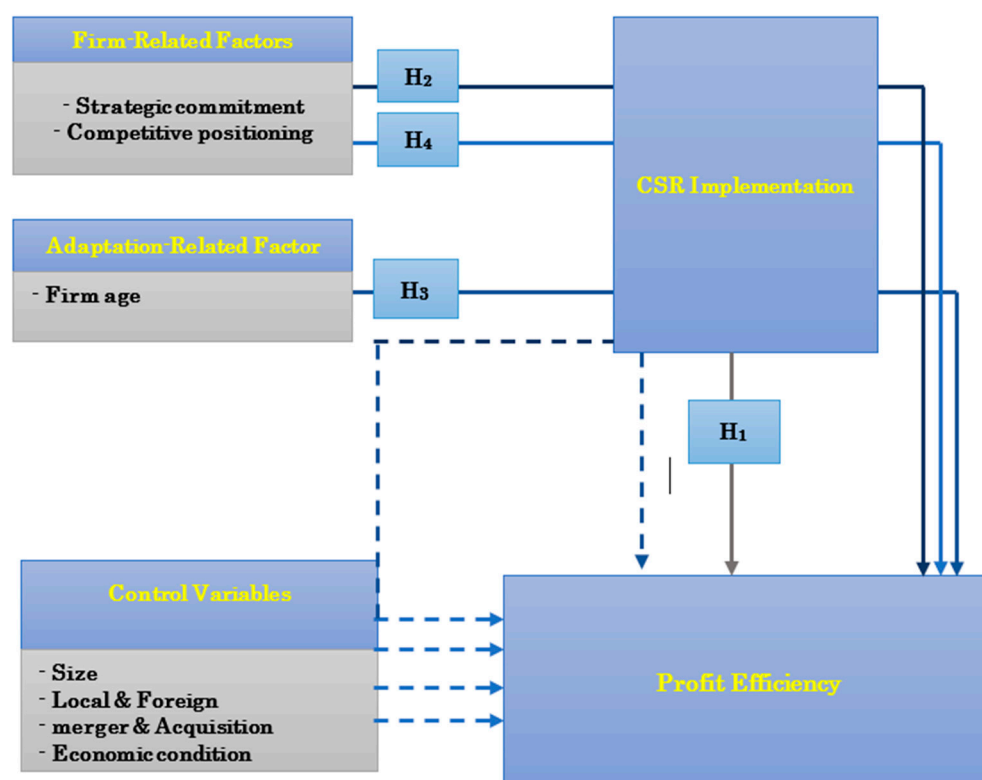 Firm-Related Factors
- Strategic commitment
- Competitive positioning
H₂
H₄
CSR Implementation
Adaptation-Related Factor
- Firm age
H₃
H₁
Control Variables
- Size
- Local & Foreign
- merger & Acquisition
- Economic condition
Profit Efficiency